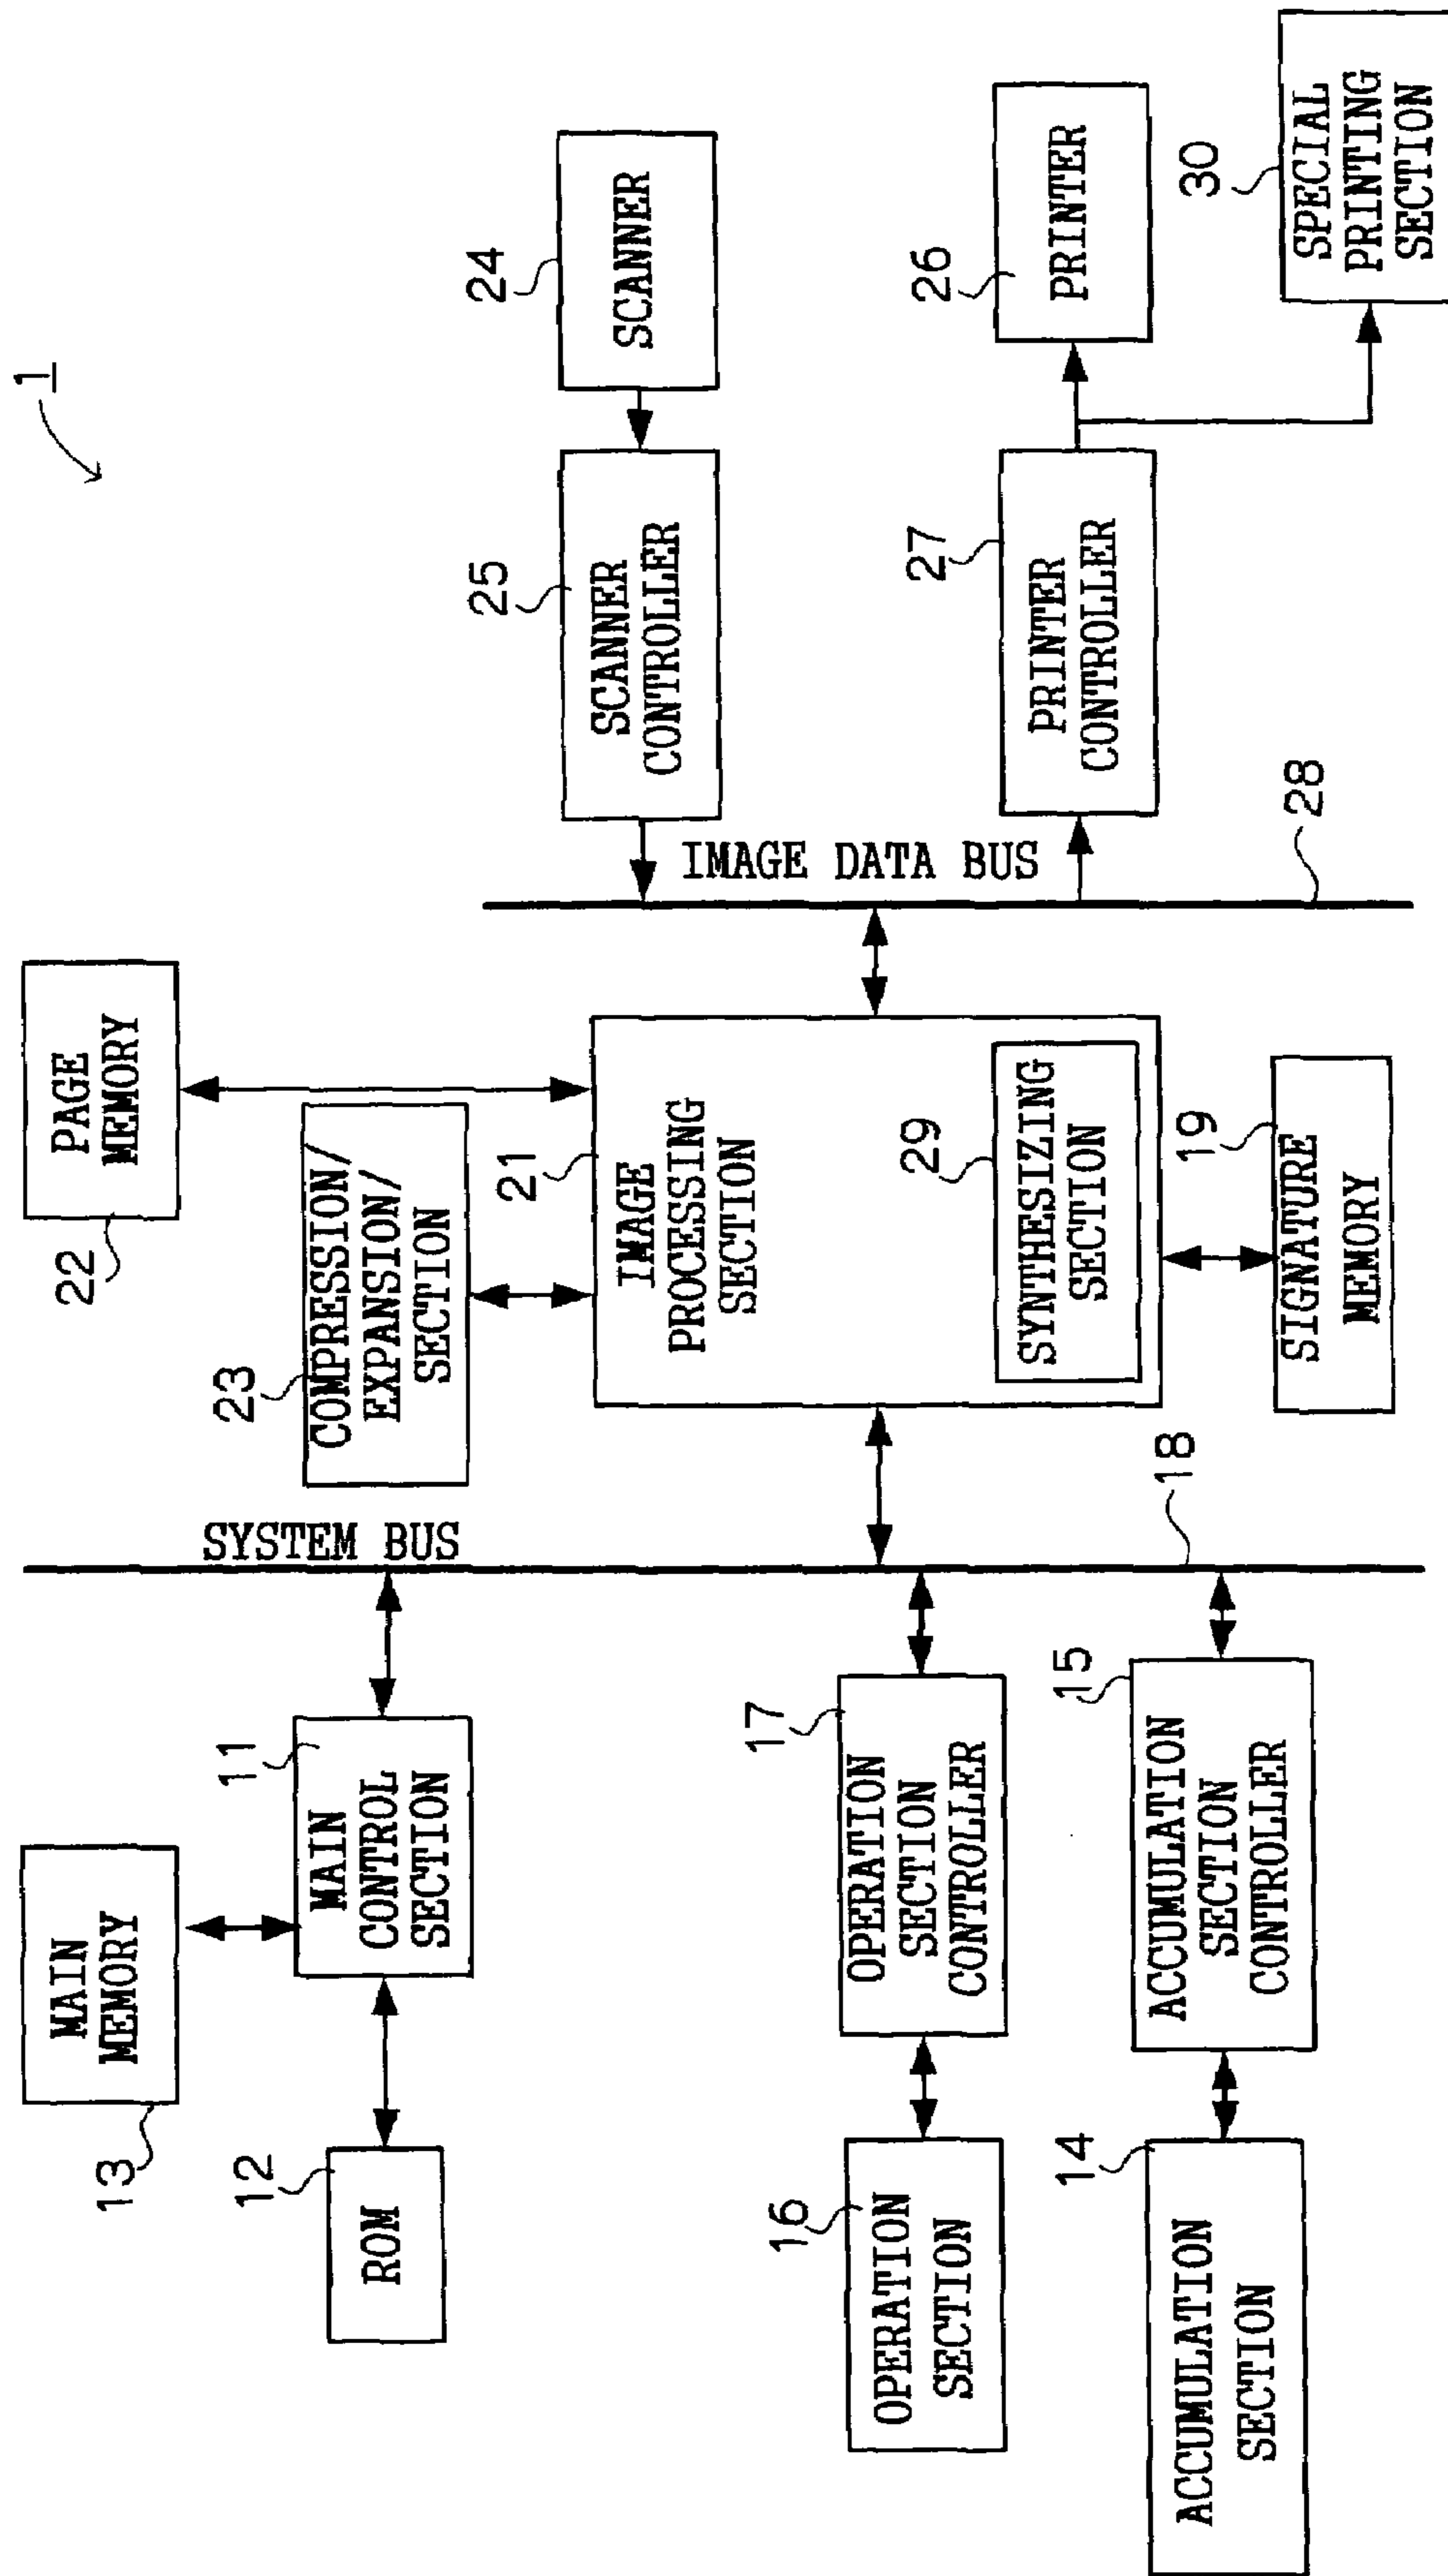 1
13
MAIN
MEMORY
12
ROM
11
MAIN
CONTROL
SECTION
SYSTEM BUS
16
OPERATION
SECTION
17
OPERATION
SECTION
CONTROLLER
14
ACCUMULATION
SECTION
15
ACCUMULATION
SECTION
CONTROLLER
18
22
PAGE
MEMORY
23
COMPRESSION/
EXPANSION/
SECTION
21
IMAGE
PROCESSING
SECTION
29
SYNTHESIZING
SECTION
19
SIGNATURE
MEMORY
IMAGE DATA BUS
28
25
SCANNER
CONTROLLER
24
SCANNER
27
PRINTER
CONTROLLER
26
PRINTER
30
SPECIAL
PRINTING
SECTION